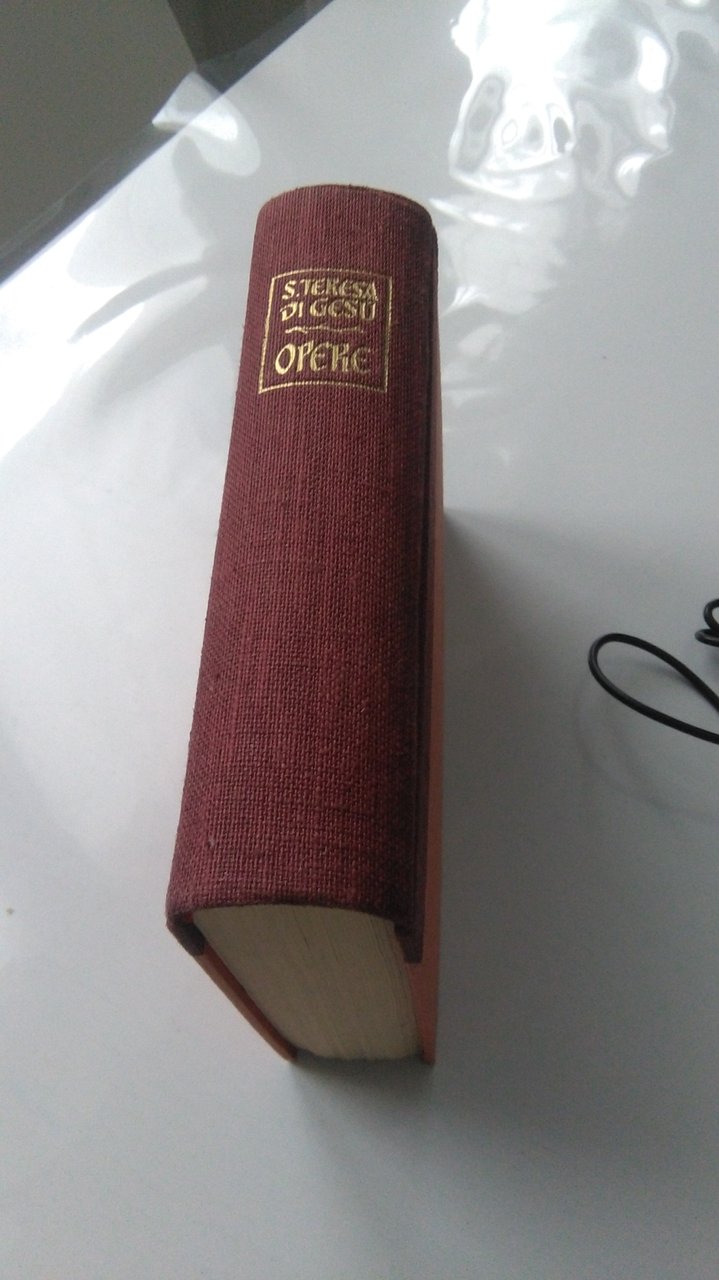 S. TERESA
DI GESÙ
OPERE